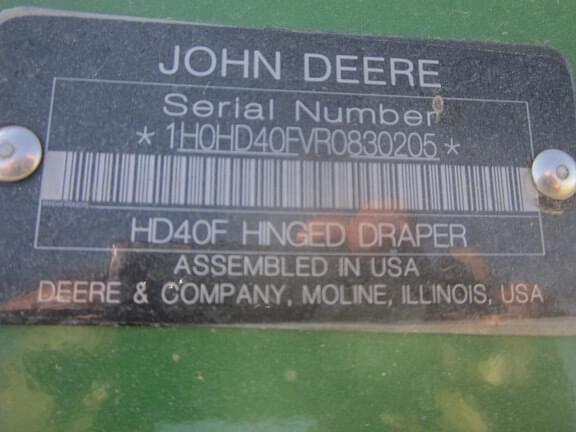 JOHN DEERE
Serial Number
*1H0HD40FVR0830205*
HD40F HINGED DRAPER
ASSEMBLED IN USA
DEERE & COMPANY, MOLINE, ILLINOIS, USA